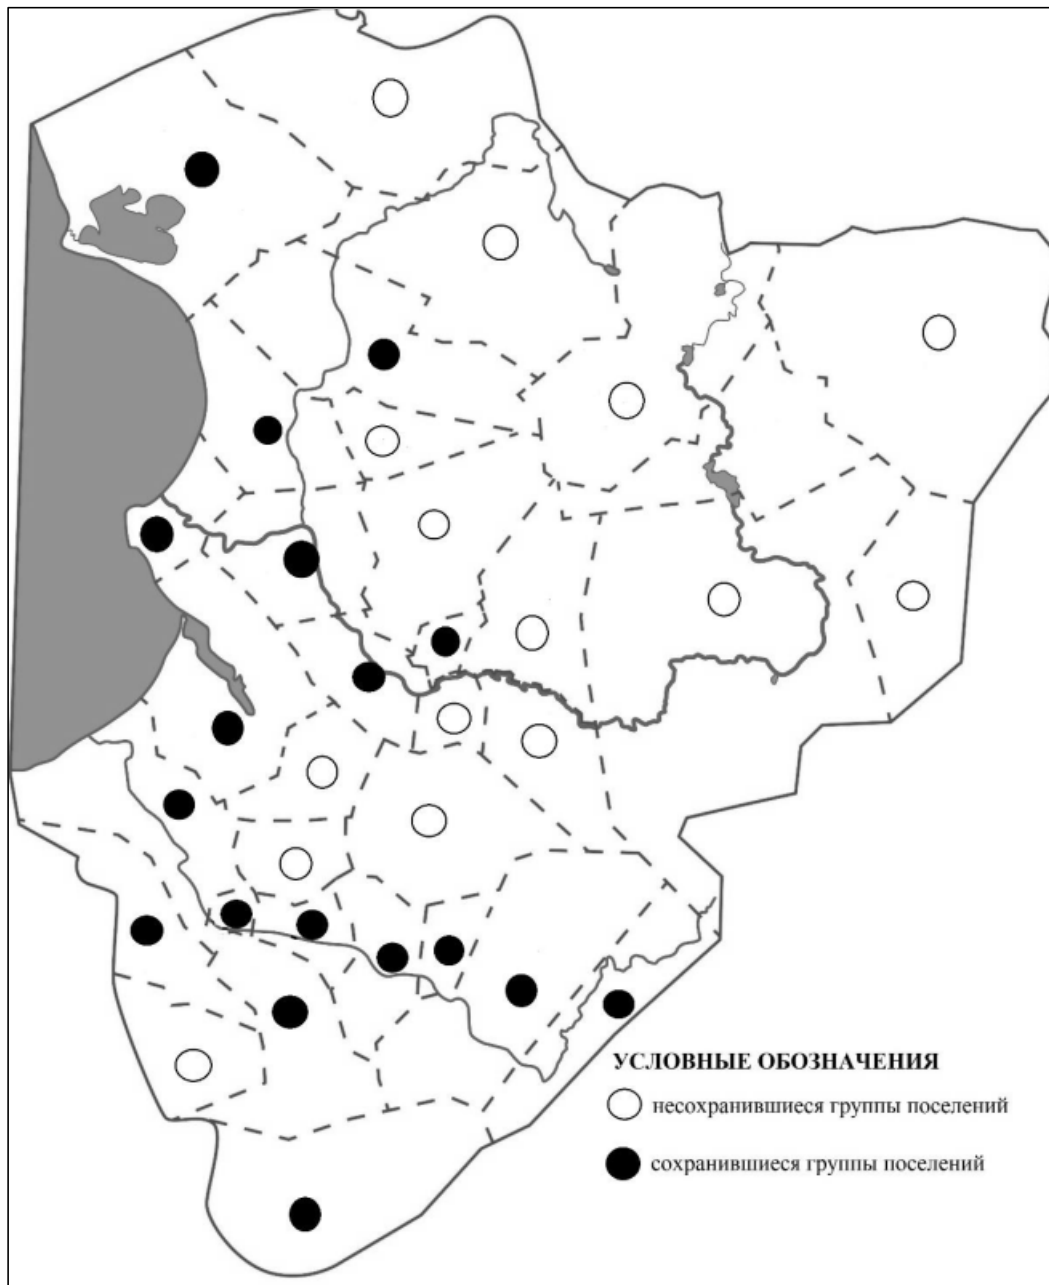 УСЛОВНЫЕ ОБОЗНАЧЕНИЯ
несохранившиеся группы поселений
сохранившиеся группы поселений